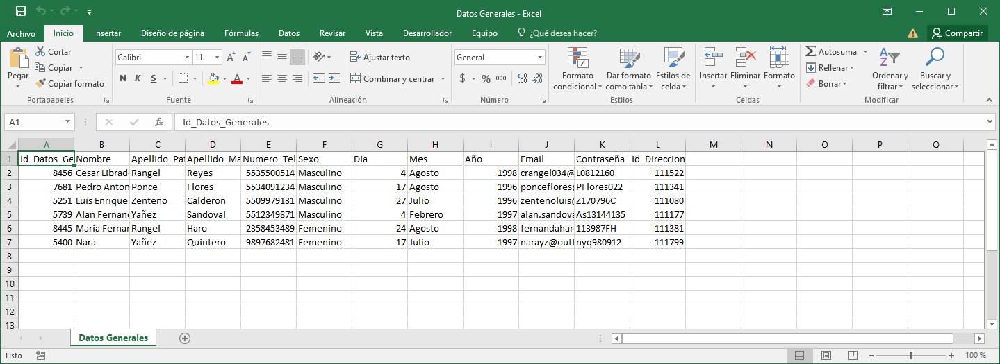 Datos Generales - Excel
Archivo Inicio Insertar Diseño de página Fórmulas Datos Revisar Vista Desarrollador Equipo ¿Qué desea hacer? Compartir
Pegar
Cortar
Copiar
Copiar formato
Portapapeles
Calibri 11
N K S A A A
Fuente
Ajustar texto
Combinar y centrar
Alineación
General
$ % 000
Número
Formato condicional
Dar formato como tabla
Estilos de celda
Estilos
Insertar Eliminar Formato
Celdas
Autosuma
Rellenar
Borrar
Ordenar y filtrar
Buscar y seleccionar
Modificar
A1 fx Id_Datos_Generales
A B C D E F G H I J K L M N O P Q
1 Id_Datos_Ge Nombre Apellido_Pat Apellido_Ma Numero_Tel Sexo Dia Mes Año Email Contraseña Id_Direccion
2 8456 Cesar Librado Rangel Reyes 5535500514 Masculino 4 Agosto 1998 crangel034@ L0812160 111522
3 7681 Pedro Anton Ponce Flores 5534091234 Masculino 17 Agosto 1996 ponceflores@ PFlores022 111341
4 5251 Luis Enrique Zenteno Calderon 5509979131 Masculino 27 Julio 1996 zentenoluis@ Z170796C 111080
5 5739 Alan Fernand Yañez Sandoval 5512349871 Masculino 4 Febrero 1997 alan.sandova As13144135 111177
6 8445 Maria Fernan Rangel Haro 2358453489 Femenino 24 Agosto 1998 fernandahar 113987FH 111381
7 5400 Nara Yañez Quintero 9897682481 Femenino 17 Julio 1997 narayz@outl nyq980912 111799
8
9
10
11
12
13
Datos Generales
Listo 100 %